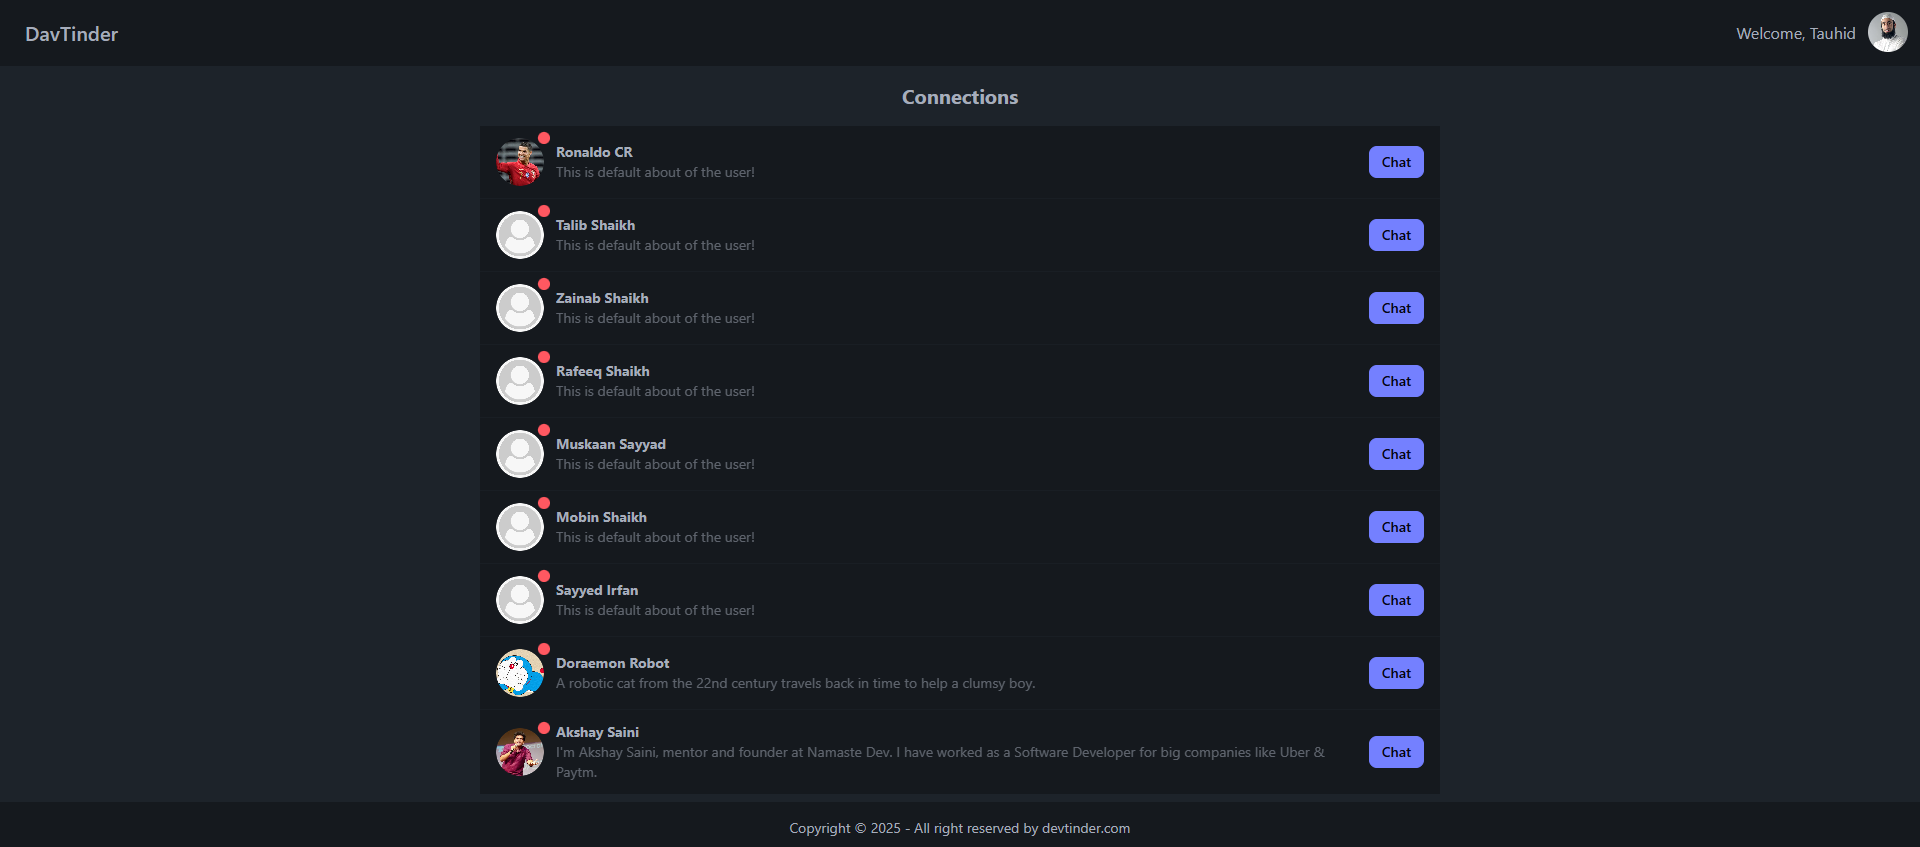 DavTinder
Welcome, Tauhid
Connections
Ronaldo CR
This is default about of the user!
Chat
Talib Shaikh
This is default about of the user!
Chat
Zainab Shaikh
This is default about of the user!
Chat
Rafeeq Shaikh
This is default about of the user!
Chat
Muskaan Sayyad
This is default about of the user!
Chat
Mobin Shaikh
This is default about of the user!
Chat
Sayyed Irfan
This is default about of the user!
Chat
Doraemon Robot
A robotic cat from the 22nd century travels back in time to help a clumsy boy.
Chat
Akshay Saini
I'm Akshay Saini, mentor and founder at Namaste Dev. I have worked as a Software Developer for big companies like Uber &
Paytm.
Chat
Copyright © 2025 - All right reserved by devtinder.com